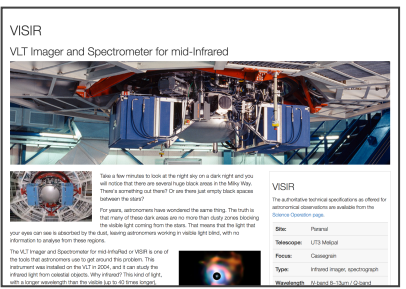 VISIR
VLT Imager and Spectrometer for mid-Infrared
Take a few minutes to look at the night sky on a dark night and you
will notice that there are several huge black areas in the Milky Way.
There's something out there? Or are there just empty black spaces
between the stars?
For years, astronomers have wondered the same thing. The truth is
that many of these dark areas are no more than dusty zones blocking
the visible light coming from the stars. That means that the light that
your eyes can see is absorbed by the dust, leaving astronomers working in visible light blind, with no
information to analyse from these regions.
The VLT Imager and Spectrometer for mid-InfraRed or VISIR is one of
the tools that astronomers use to get around this problem. This
instrument was installed on the VLT in 2004, and it can study the
infrared light from celestial objects. Why infrared? This kind of light,
with a longer wavelength than the visible (up to 40 times longer),
VISIR
The authoritative technical specifications as offered for
astronomical observations are available from the
Science Operation page.
Site: Paranal
Telescope: UT3 Melipal
Focus: Cassegrain
Type: Infrared imager, spectrograph
Wavelength N-band 8–13μm / Q-band